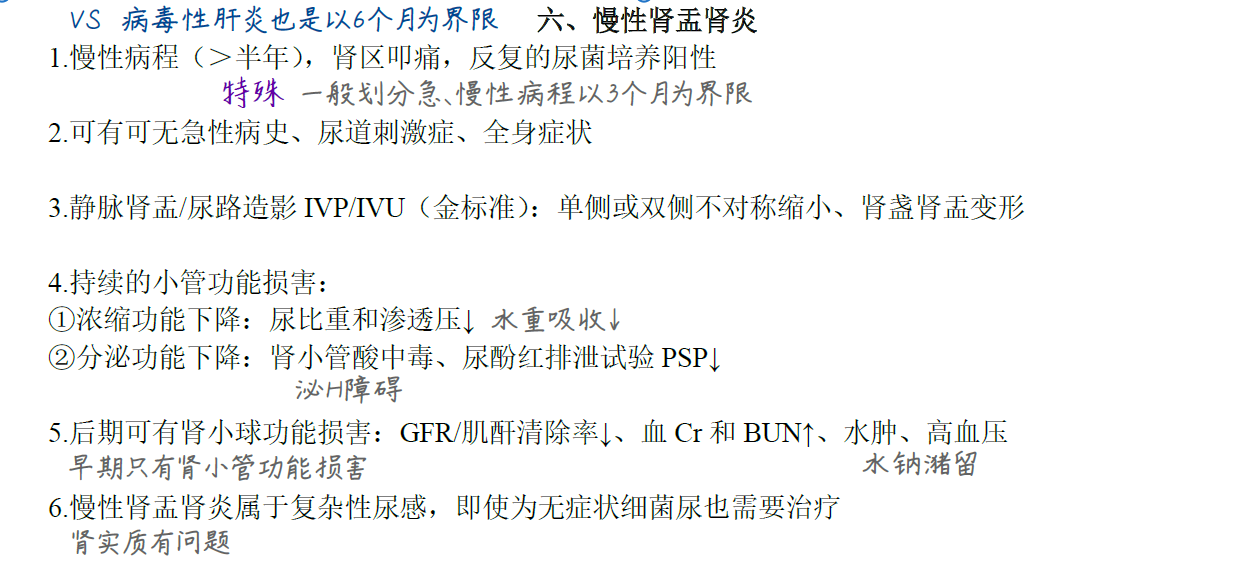 VS 病毒性肝炎也是以6个月为界限 六、慢性肾盂肾炎
1.慢性病程（＞半年），肾区叩痛，反复的尿菌培养阳性
特殊 一般划分急、慢性病程以3个月为界限
2.可有可无急性病史、尿道刺激症、全身症状
3.静脉肾盂/尿路造影 IVP/IVU（金标准）：单侧或双侧不对称缩小、肾盏肾盂变形
4.持续的小管功能损害：
①浓缩功能下降：尿比重和渗透压↓ 水重吸收↓
②分泌功能下降：肾小管酸中毒、尿酚红排泄试验 PSP↓
泌H障碍
5.后期可有肾小球功能损害：GFR/肌酐清除率↓、血 Cr 和 BUN↑、水肿、高血压
早期只有肾小管功能损害 水钠潴留
6.慢性肾盂肾炎属于复杂性尿感，即使为无症状细菌尿也需要治疗
肾实质有问题